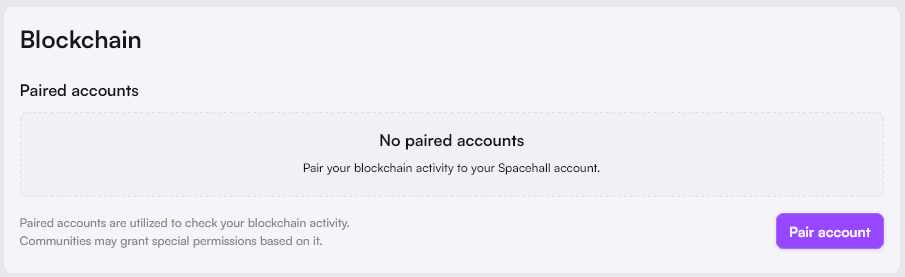 Blockchain
Paired accounts
No paired accounts
Pair your blockchain activity to your Spacehall account.
Paired accounts are utilized to check your blockchain activity.
Communities may grant special permissions based on it.
Pair account